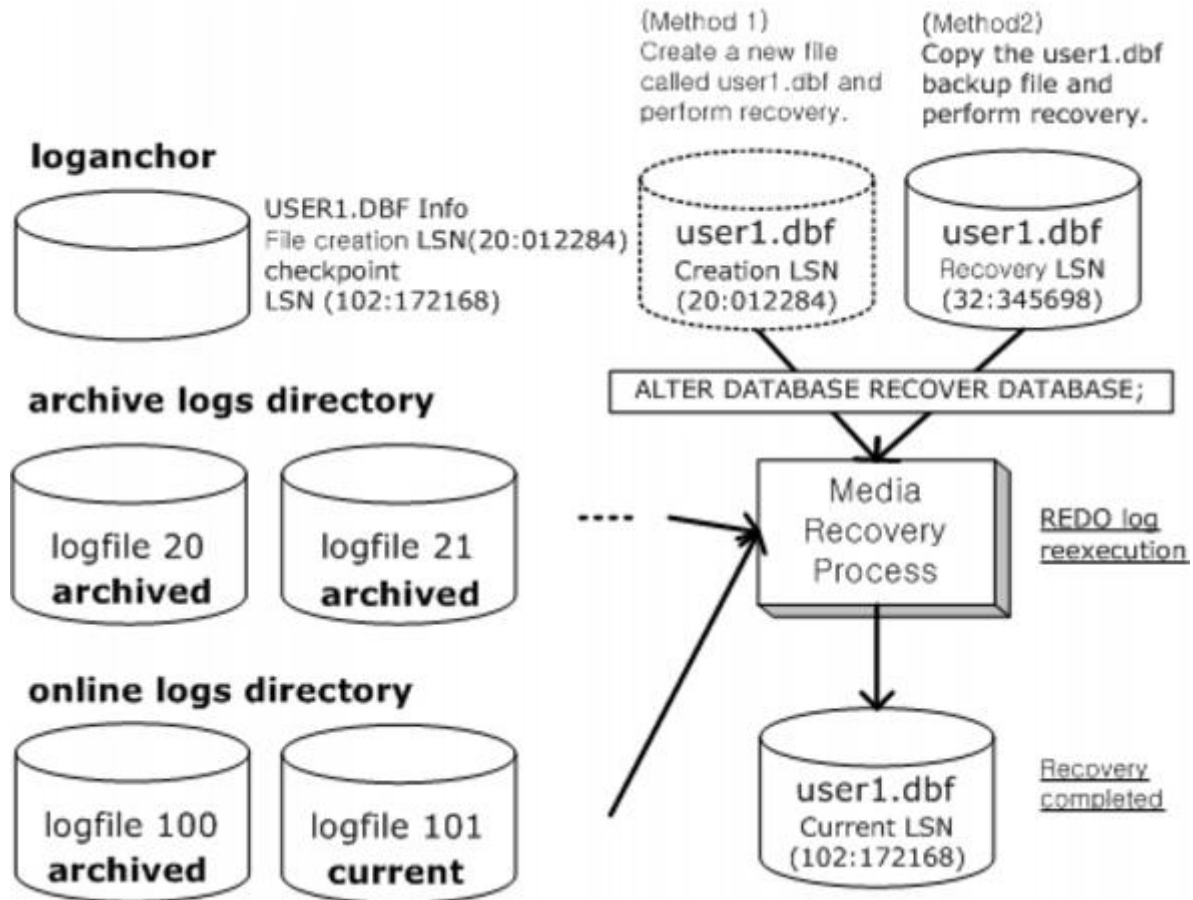 (Method 1)
Create a new file
called user1.dbf and
perform recovery.
(Method2)
Copy the user1.dbf
backup file and
perform recovery.
loganchor
USER1.DBF Info
File creation LSN(20:012284)
checkpoint
LSN (102:172168)
user1.dbf
Creation LSN
(20:012284)
user1.dbf
Recovery LSN
(32:345698)
ALTER DATABASE RECOVER DATABASE;
archive logs directory
logfile 20
archived
logfile 21
archived
Media
Recovery
Process
REDO log
reexecution
online logs directory
logfile 100
archived
logfile 101
current
user1.dbf
Current LSN
(102:172168)
Recovery
completed